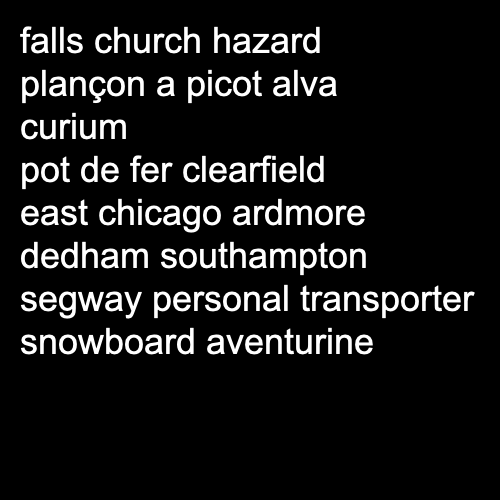 falls church hazard
plançon a picot alva
curium
pot de fer clearfield
east chicago ardmore
dedham southampton
segway personal transporter
snowboard aventurine